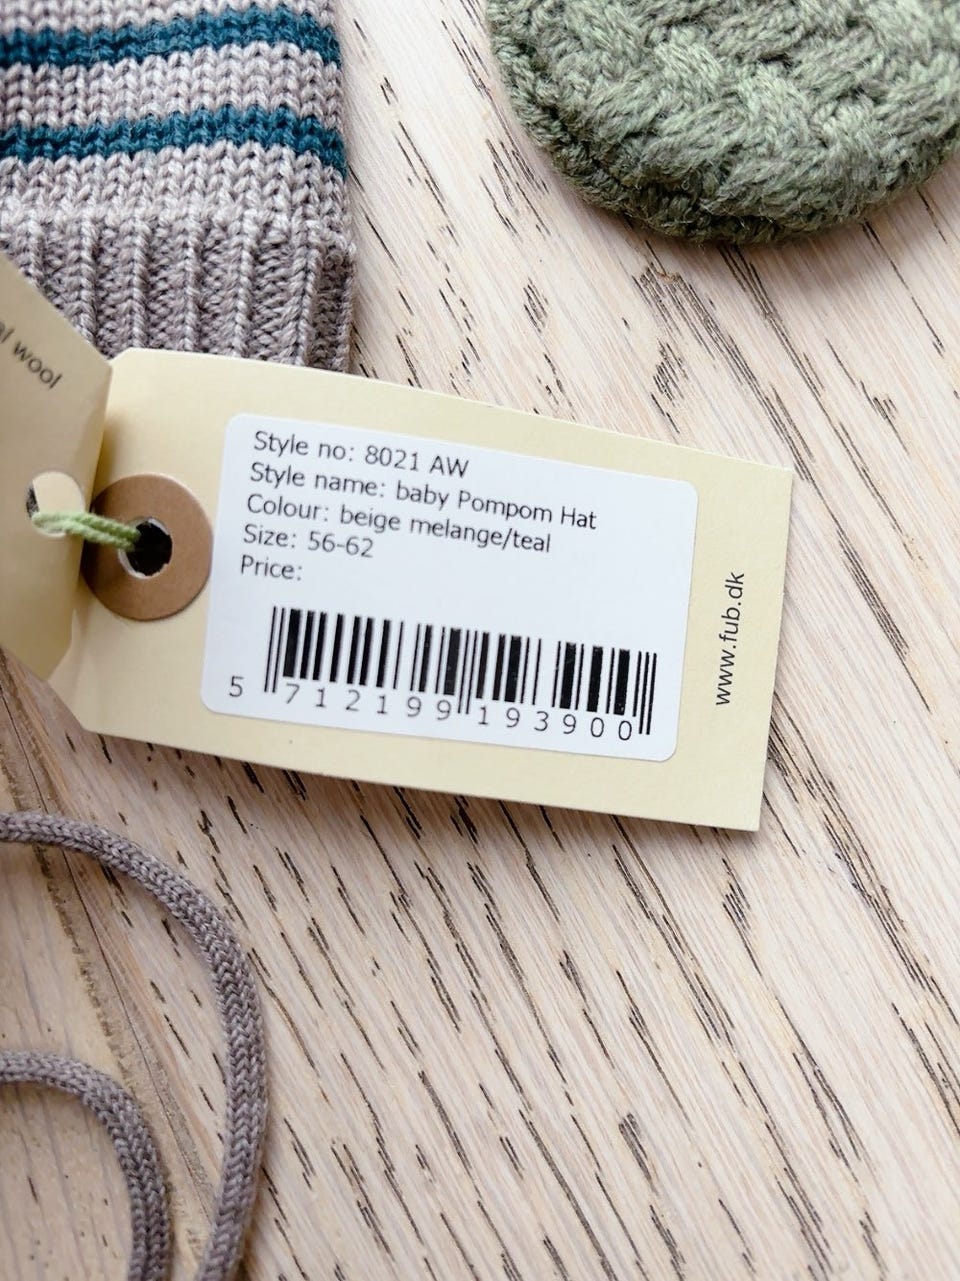 wool
Style no: 8021 AW
Style name: baby Pompom Hat
Colour: beige melange/teal
Size: 56-62
Price:
5 712199 193900
www.fub.dk